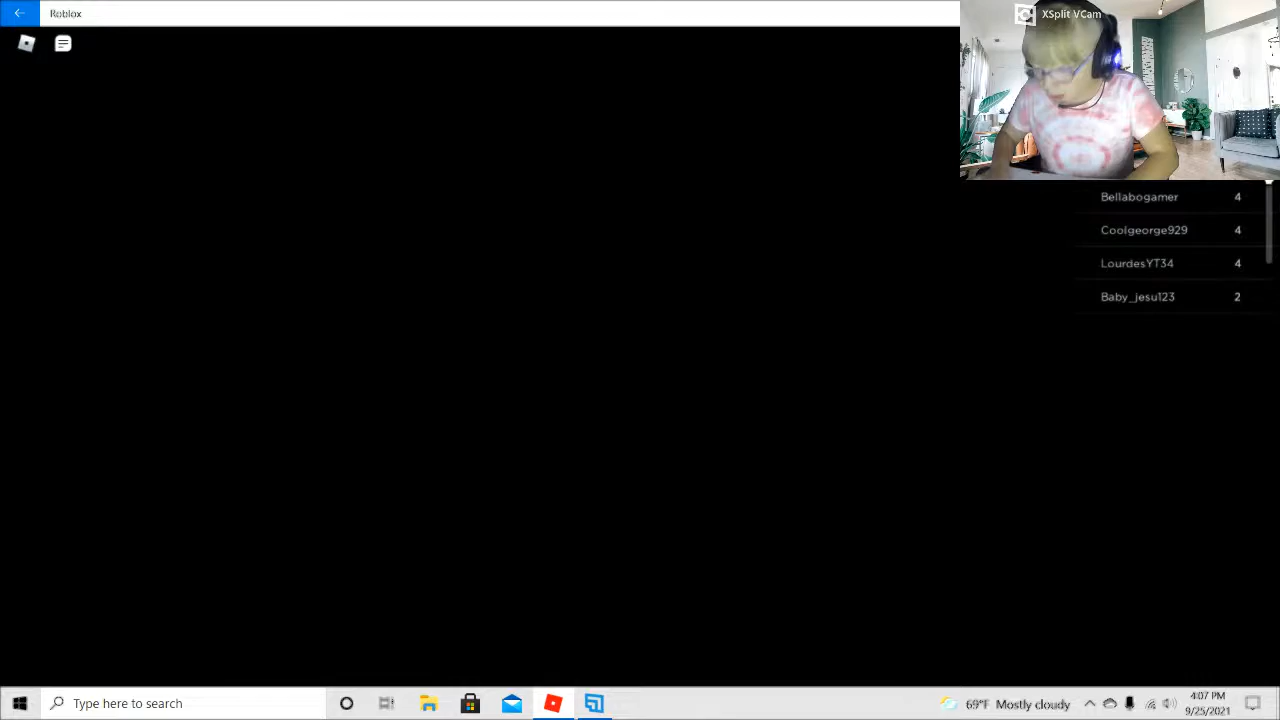 Roblox
XSplit VCam
Bellabogamer 4
Coolgeorge929 4
LourdesYT34 4
Baby_jesu123 2
Type here to search
69°F Mostly cloudy
4:07 PM
9/25/2021